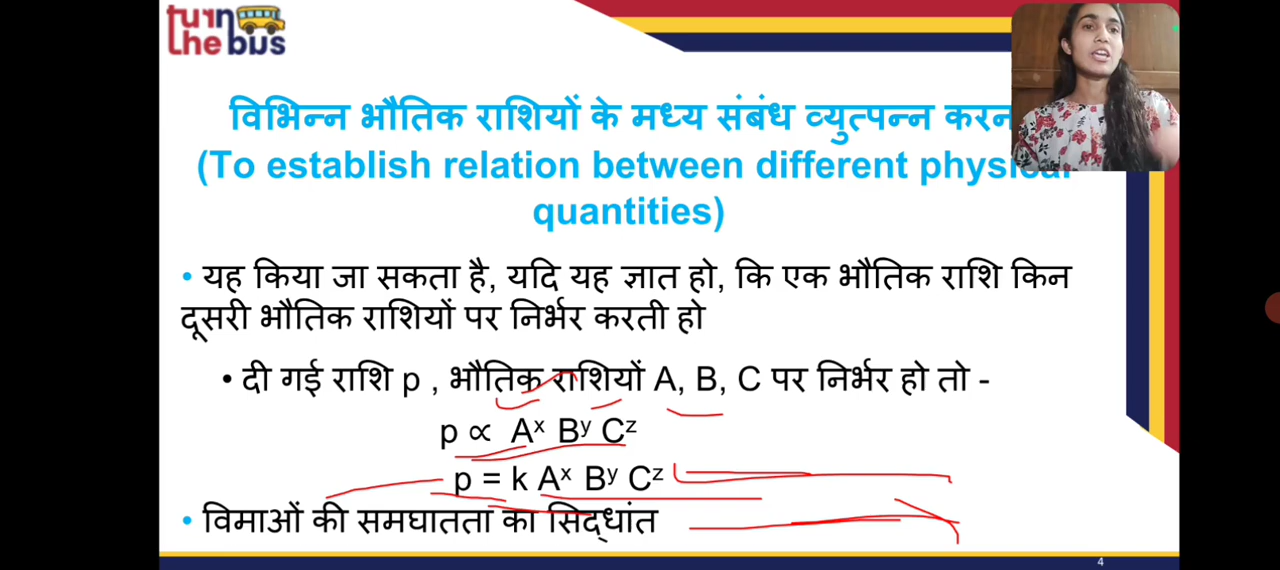 turn
the bus
विभिन्न भौतिक राशियों के मध्य संबंध व्युत्पन्न
(To establish relation between different physical
quantities)
• यह किया जा सकता है, यदि यह ज्ञात हो, कि एक भौतिक राशि किन
दूसरी भौतिक राशियों पर निर्भर करती हो
• दी गई राशि p , भौतिक राशियों A, B, C पर निर्भर हो तो -
p ∝ Aˣ Bʸ Cᶻ
p = k Aˣ Bʸ Cᶻ
• विमाओं की समघातता का सिद्धांत
4